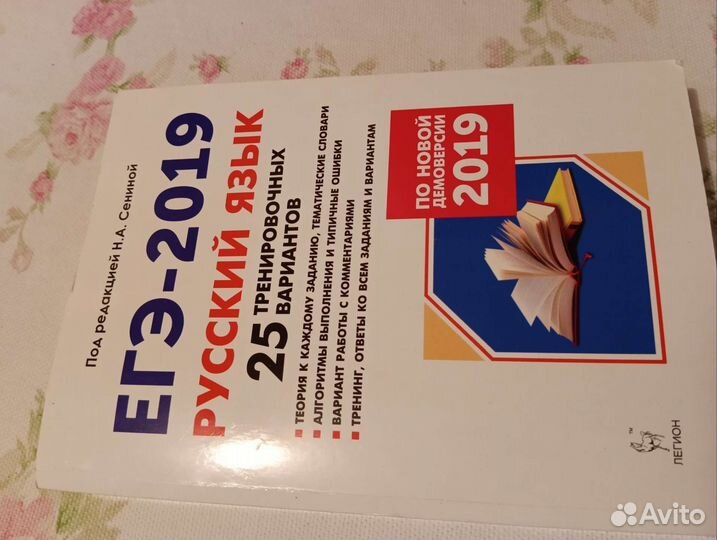 Под редакцией Н.А. Сениной
ЕГЭ-2019
РУССКИЙ ЯЗЫК
25 ТРЕНИРОВОЧНЫХ
ВАРИАНТОВ
ТЕОРИЯ К КАЖДОМУ ЗАДАНИЮ, ТЕМАТИЧЕСКИЕ СЛОВАРИ
АЛГОРИТМЫ ВЫПОЛНЕНИЯ И ТИПИЧНЫЕ ОШИБКИ
ВАРИАНТ РАБОТЫ С КОММЕНТАРИЯМИ
ТРЕНИНГ, ОТВЕТЫ КО ВСЕМ ЗАДАНИЯМ И ВАРИАНТАМ
ПО НОВОЙ
ДЕМОВЕРСИИ
2019
TM
ЛЕГИОН
Avito